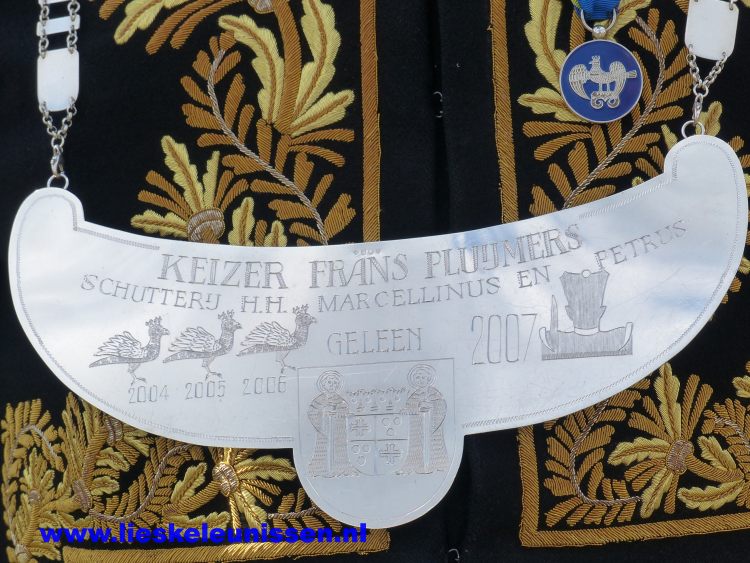 KEIZER FRANS PLUIJMERS
SCHUTTERIJ H.H. MARCELLINUS EN PETRUS
GELEEN 2007
2004 2005 2006
www.lieskeleunissen.nl